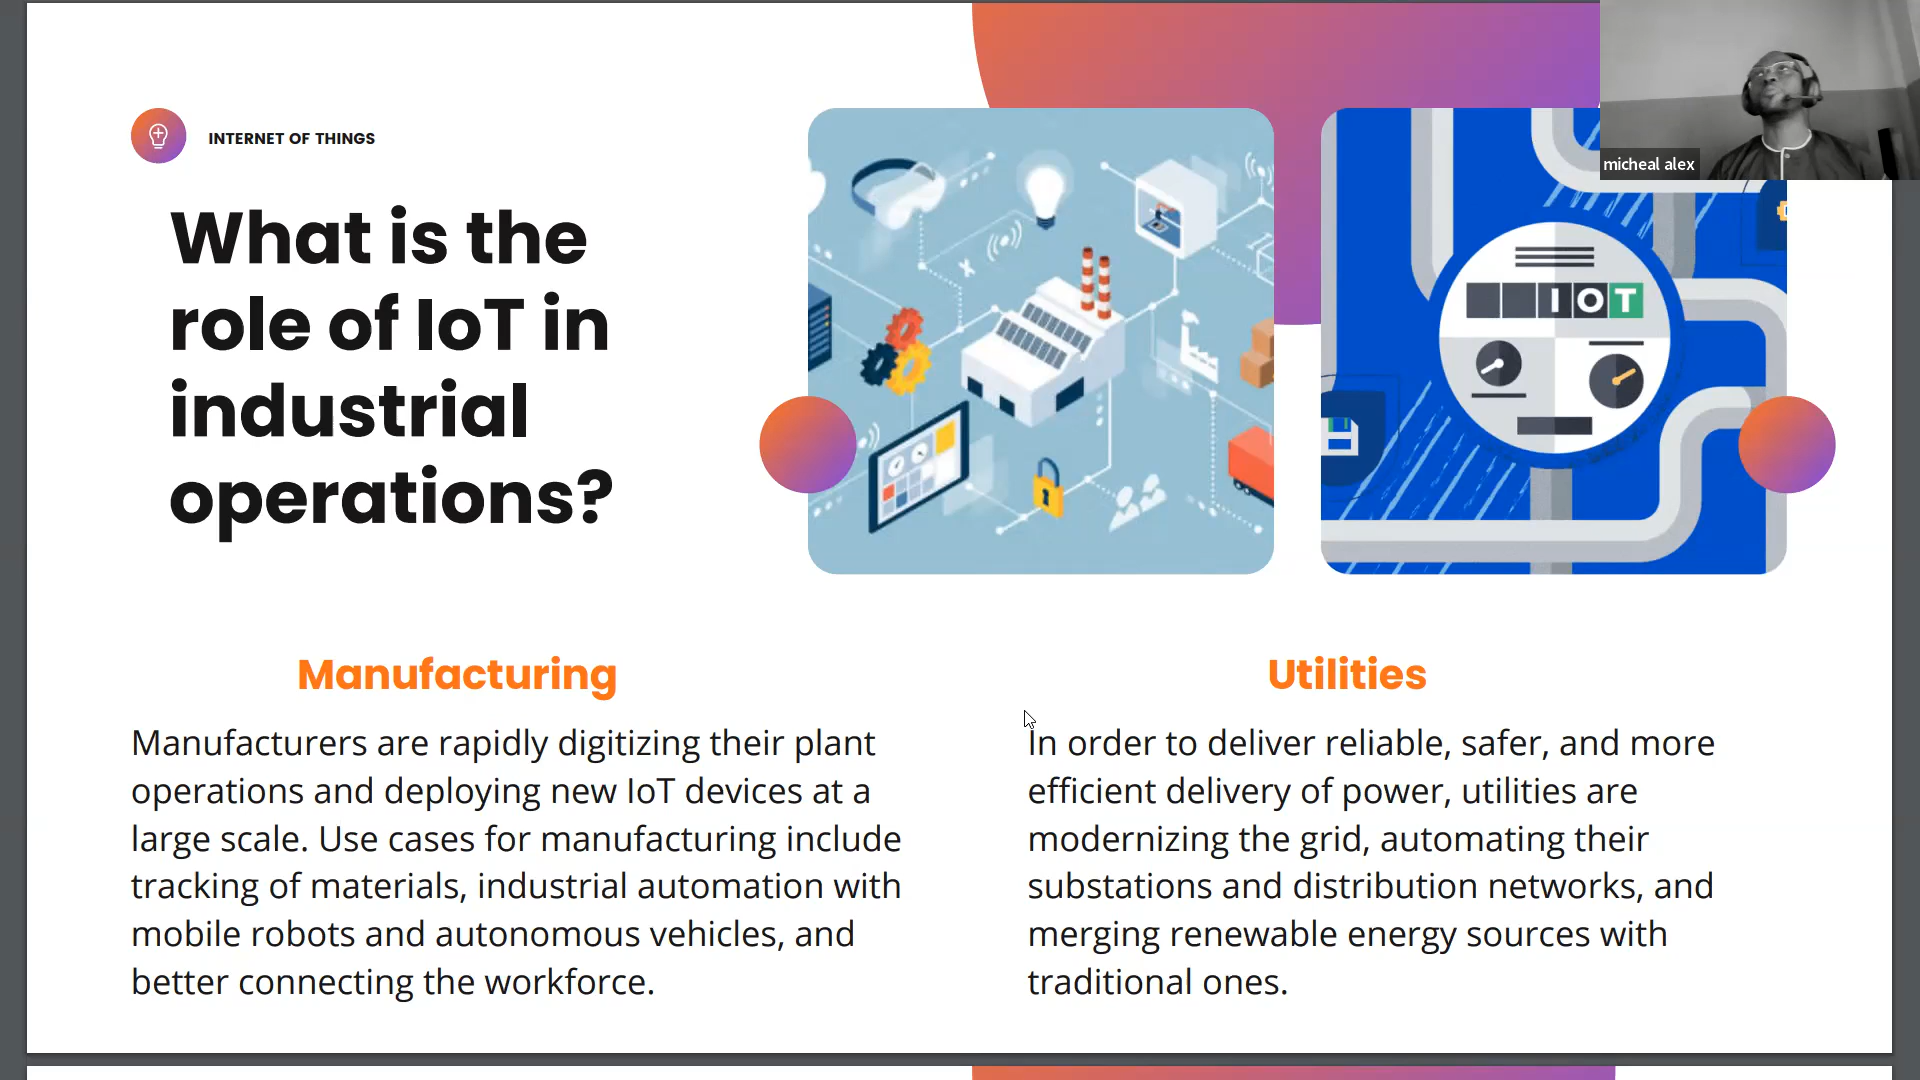 INTERNET OF THINGS
What is the
role of IoT in
industrial
operations?
IOT
micheal alex
Manufacturing
Manufacturers are rapidly digitizing their plant
operations and deploying new IoT devices at a
large scale. Use cases for manufacturing include
tracking of materials, industrial automation with
mobile robots and autonomous vehicles, and
better connecting the workforce.
Utilities
In order to deliver reliable, safer, and more
efficient delivery of power, utilities are
modernizing the grid, automating their
substations and distribution networks, and
merging renewable energy sources with
traditional ones.